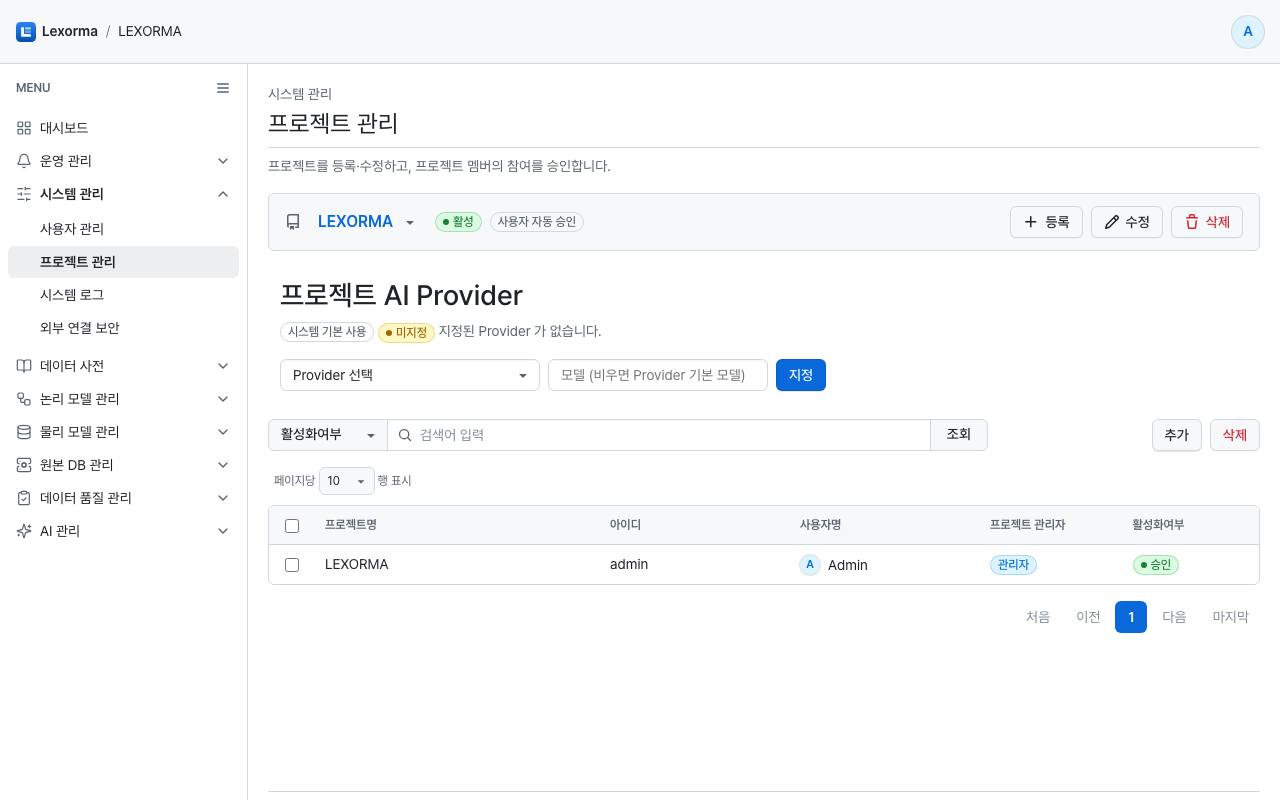 Lexorma / LEXORMA
A
MENU
대시보드
운영 관리
시스템 관리
사용자 관리
프로젝트 관리
시스템 로그
외부 연결 보안
데이터 사전
논리 모델 관리
물리 모델 관리
원본 DB 관리
데이터 품질 관리
AI 관리
시스템 관리
프로젝트 관리
프로젝트를 등록·수정하고, 프로젝트 멤버의 참여를 승인합니다.
LEXORMA 활성 사용자 자동 승인 등록 수정 삭제
프로젝트 AI Provider
시스템 기본 사용 미지정 지정된 Provider 가 없습니다.
Provider 선택 모델 (비우면 Provider 기본 모델) 지정
활성화여부 검색어 입력 조회 추가 삭제
페이지당 10 행 표시
프로젝트명 아이디 사용자명 프로젝트 관리자 활성화여부
LEXORMA admin A Admin 관리자 승인
처음 이전 1 다음 마지막